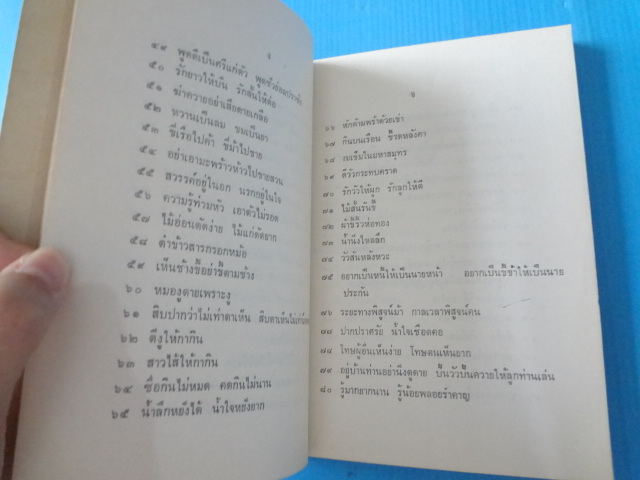 ๔
๔๙ พูดดีเป็นศรีแก่ตัว พูดชั่ว
๕๐ รักยาวให้บั่น รักสั้นให้ต่อ
๕๑ ฆ่าควายอย่าเสียดายเกลือ
๕๒ หวานเป็นลม ขมเป็นยา
๕๓ ขี่เรือไปค้า ขี่ม้าไปขาย
๕๔ อย่าเอามะพร้าวห้าวไปขายสวน
๕๕ สวรรค์อยู่ในอก นรกอยู่ในใจ
๕๖ ความรู้ท่วมหัว เอาตัวไม่รอด
๕๗ ไม้อ่อนดัดง่าย ไม้แก่ดัดยาก
๕๘ ตำข้าวสารกรอกหม้อ
๕๙ เห็นช้างขี้อย่าขี้ตามช้าง
๖๐ หมองูตายเพราะงู
๖๑ สิบปากว่าไม่เท่าตาเห็น สิบตาเห็นไม่
๖๒ ตีงูให้กากิน
๖๓ สาวไส้ให้กากิน
๖๔ ซื่อกินไม่หมด คดกินไม่นาน
๖๕ น้ำลึกหยั่งได้ น้ำใจหยั่งยาก
๖๖ หักด้ามพร้าด้วยเข่า
๖๗ กินบนเรือน ขี้รดหลังคา
๖๘ งมเข็มในมหาสมุทร
๖๙ ตีวัวกระทบคราด
๗๐ รักวัวให้ผูก รักลูกให้ตี
๗๑ ไม้สั้นรันขี้
๗๒ ผ้าขี้ริ้วห่อทอง
๗๓ น้ำนิ่งไหลลึก
๗๔ วัวสันหลังหวะ
๗๕ อยากเป็นหนี้ให้เป็นนายหน้า อยากเป็นขี้ข้าให้เป็นนาย
ประกัน
๗๖ ระยะทางพิสูจน์ม้า กาลเวลาพิสูจน์คน
๗๗ ปากปราศรัย น้ำใจเชือดคอ
๗๘ โทษผู้อื่นเห็นง่าย โทษตนเห็นยาก
๗๙ อยู่บ้านท่านอย่านิ่งดูดาย ปั้นวัวปั้นควายให้ลูกท่านเล่น
๘๐ รู้มากยากนาน รู้น้อยพลอยรำคาญ